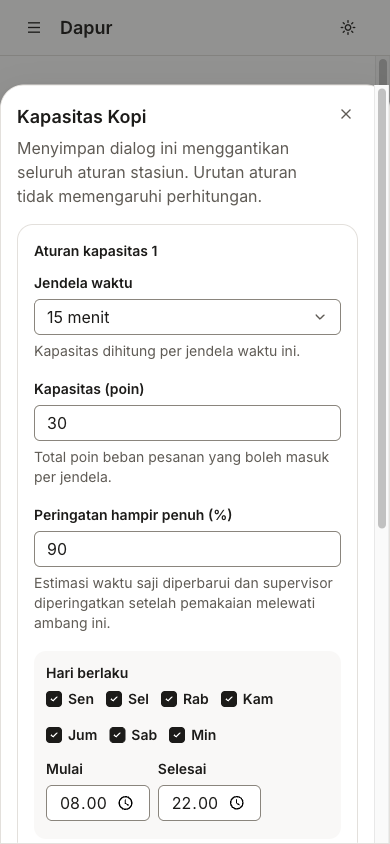 Dapur
Kapasitas Kopi
Menyimpan dialog ini menggantikan
seluruh aturan stasiun. Urutan aturan
tidak memengaruhi perhitungan.
Aturan kapasitas 1
Jendela waktu
15 menit
Kapasitas dihitung per jendela waktu ini.
Kapasitas (poin)
30
Total poin beban pesanan yang boleh masuk
per jendela.
Peringatan hampir penuh (%)
90
Estimasi waktu saji diperbarui dan supervisor
diperingatkan setelah pemakaian melewati
ambang ini.
Hari berlaku
Sen Sel Rab Kam
Jum Sab Min
Mulai Selesai
08.00 22.00